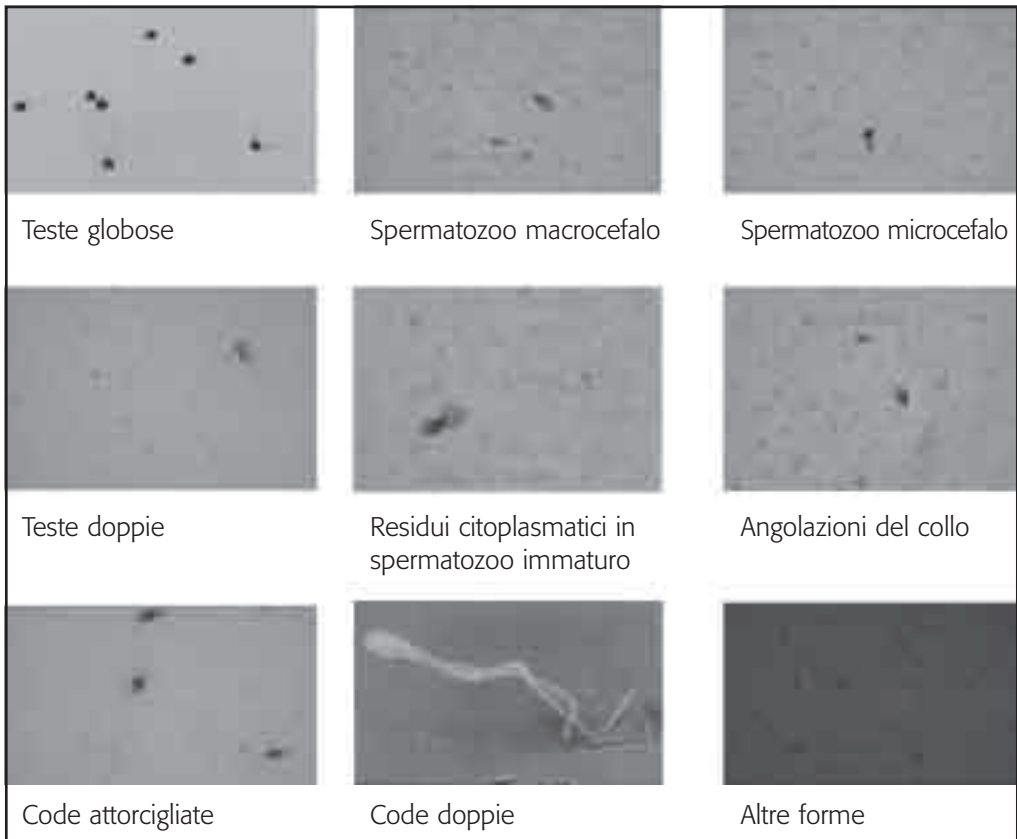 Teste globose
Spermatozoo macrocefalo
Spermatozoo microcefalo
Teste doppie
Residui citoplasmatici in
spermatozoo immaturo
Angolazioni del collo
Code attorcigliate
Code doppie
Altre forme